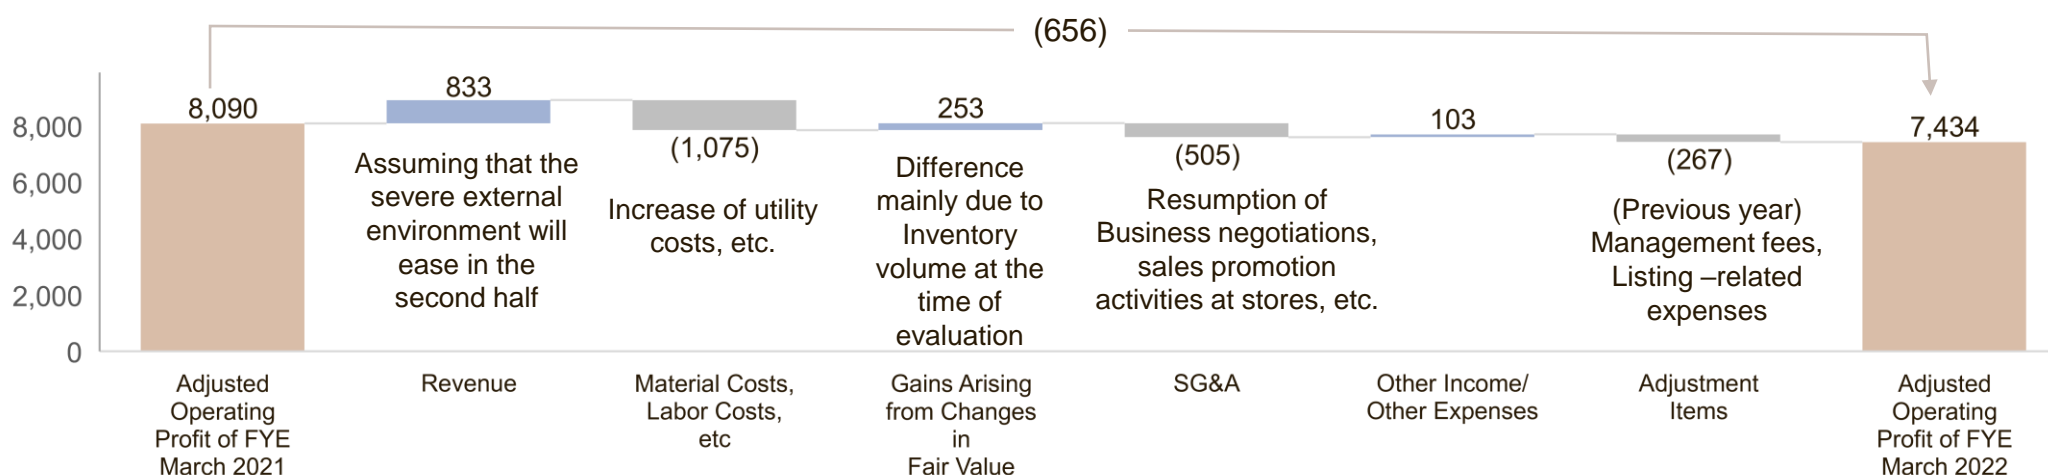 (656)
8,000
6,000
4,000
2,000
0
8,090
833
(1,075)
253
(505)
103
(267)
7,434
Assuming that the
severe external
environment will
ease in the
second half
Increase of utility
costs, etc.
Difference
mainly due to
Inventory
volume at the
time of
evaluation
Resumption of
Business negotiations,
sales promotion
activities at stores, etc.
(Previous year)
Management fees,
Listing –related
expenses
Adjusted
Operating
Profit of FYE
March 2021
Revenue
Material Costs,
Labor Costs,
etc
Gains Arising
from Changes
in
Fair Value
SG&A
Other Income/
Other Expenses
Adjustment
Items
Adjusted
Operating
Profit of FYE
March 2022